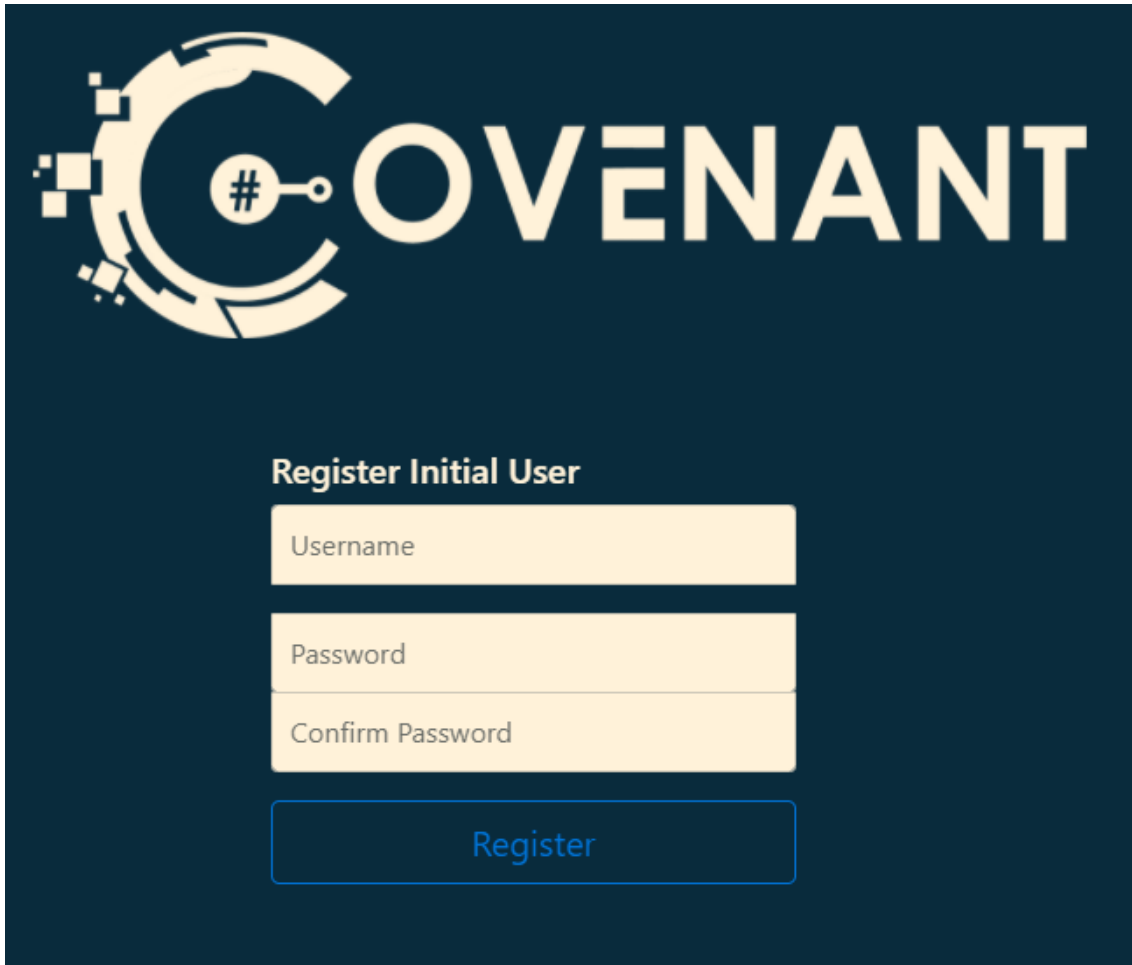 #
COVENANT
Register Initial User
Username
Password
Confirm Password
Register